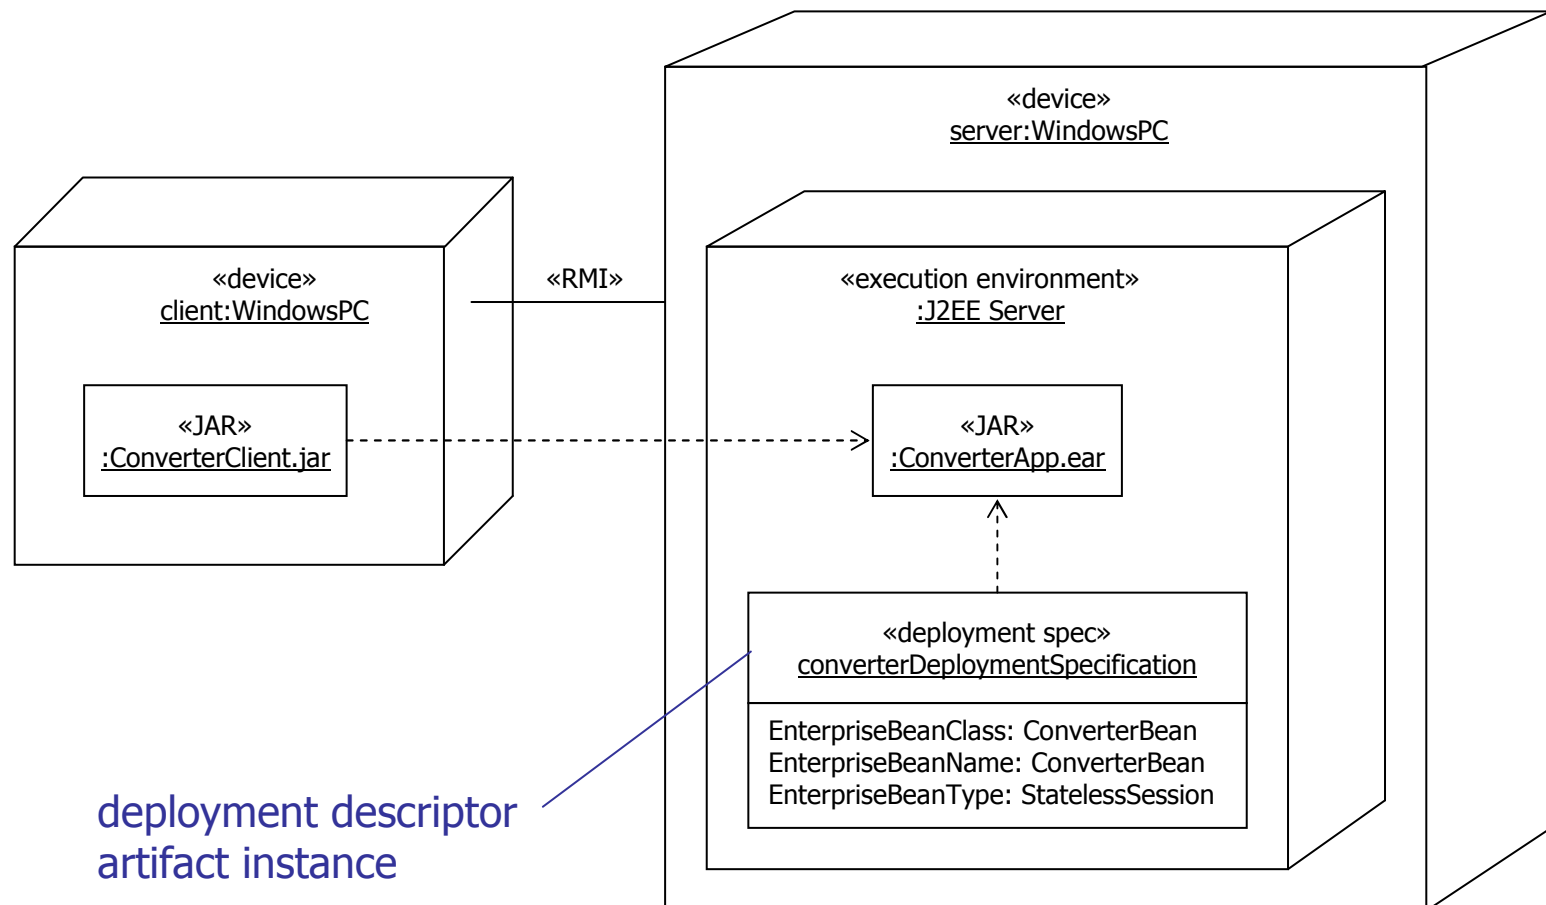 «device»
server:WindowsPC
«device»
client:WindowsPC
«RMI»
«execution environment»
:J2EE Server
«JAR»
:ConverterClient.jar
«JAR»
:ConverterApp.ear
«deployment spec»
converterDeploymentSpecification
EnterpriseBeanClass: ConverterBean
EnterpriseBeanName: ConverterBean
EnterpriseBeanType: StatelessSession
deployment descriptor
artifact instance